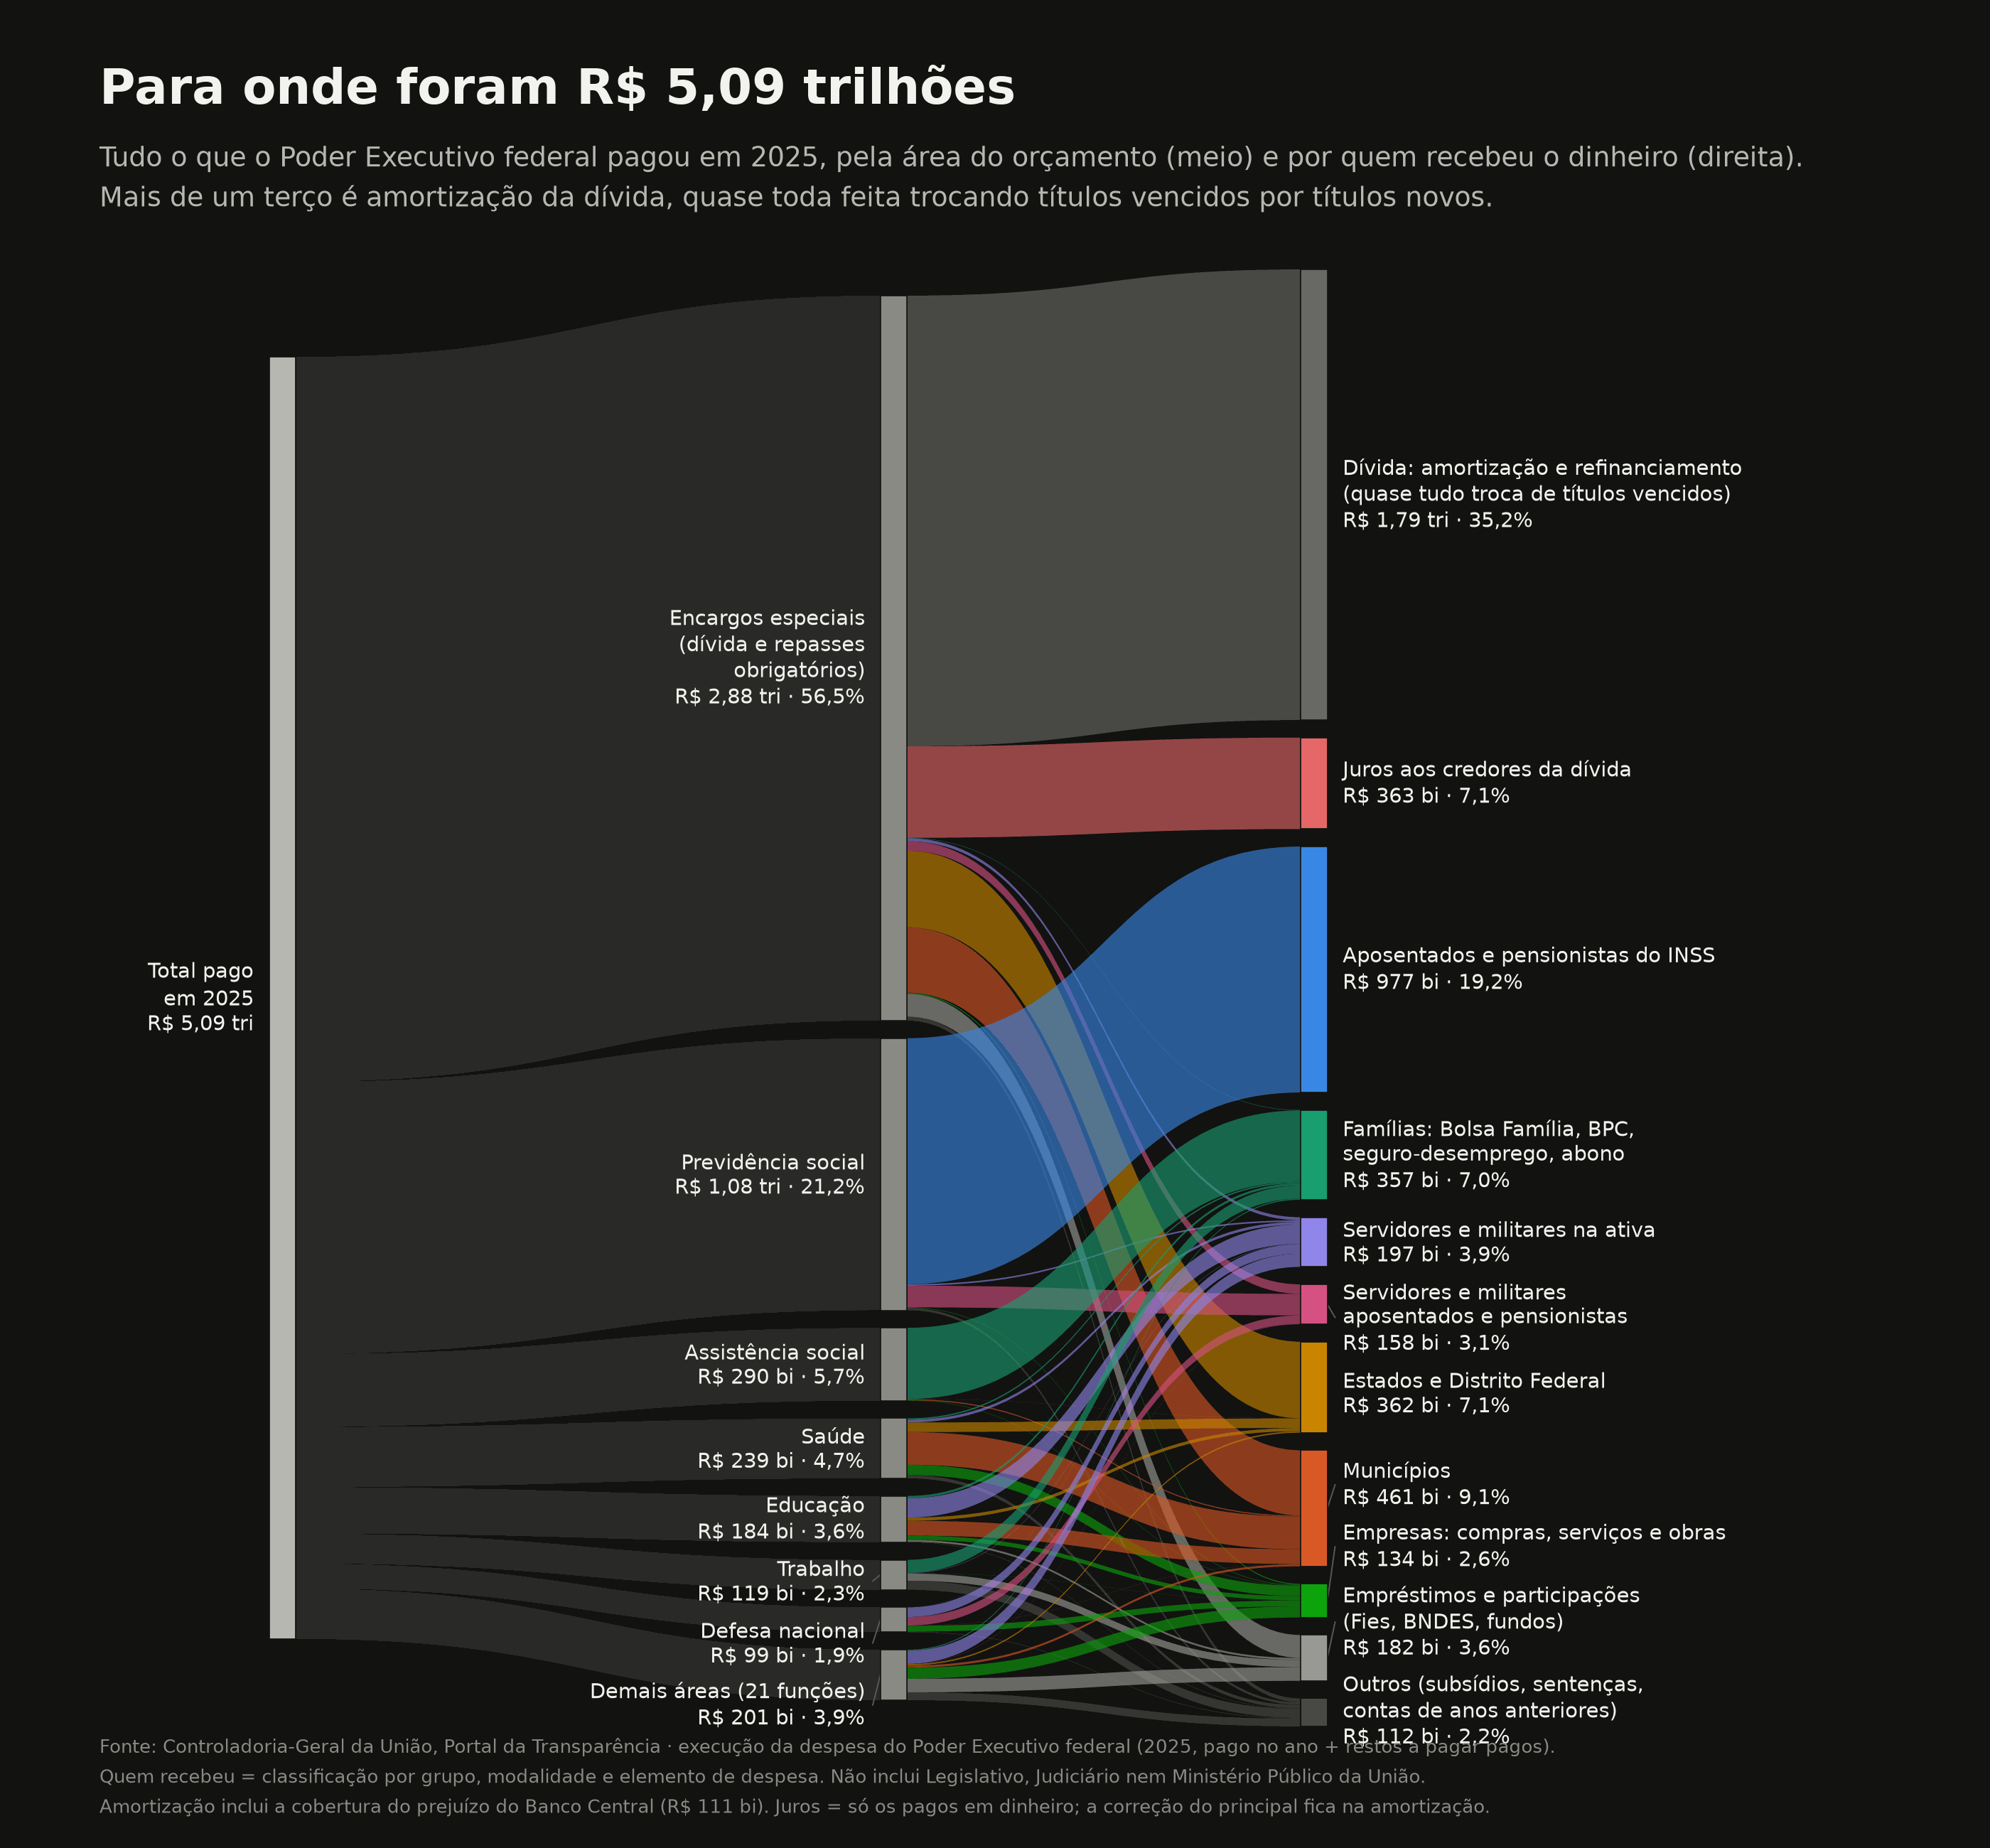 Para onde foram R$ 5,09 trilhões
Tudo o que o Poder Executivo federal pagou em 2025, pela área do orçamento (meio) e por quem recebeu o dinheiro (direita).
Mais de um terço é amortização da dívida, quase toda feita trocando títulos vencidos por títulos novos.
Total pago
em 2025
R$ 5,09 tri
Encargos especiais
(dívida e repasses
obrigatórios)
R$ 2,88 tri · 56,5%
Previdência social
R$ 1,08 tri · 21,2%
Assistência social
R$ 290 bi · 5,7%
Saúde
R$ 239 bi · 4,7%
Educação
R$ 184 bi · 3,6%
Trabalho
R$ 119 bi · 2,3%
Defesa nacional
R$ 99 bi · 1,9%
Demais áreas (21 funções)
R$ 201 bi · 3,9%
Dívida: amortização e refinanciamento
(quase tudo troca de títulos vencidos)
R$ 1,79 tri · 35,2%
Juros aos credores da dívida
R$ 363 bi · 7,1%
Aposentados e pensionistas do INSS
R$ 977 bi · 19,2%
Famílias: Bolsa Família, BPC,
seguro-desemprego, abono
R$ 357 bi · 7,0%
Servidores e militares na ativa
R$ 197 bi · 3,9%
Servidores e militares
aposentados e pensionistas
R$ 158 bi · 3,1%
Estados e Distrito Federal
R$ 362 bi · 7,1%
Municípios
R$ 461 bi · 9,1%
Empresas: compras, serviços e obras
R$ 134 bi · 2,6%
Empréstimos e participações
(Fies, BNDES, fundos)
R$ 182 bi · 3,6%
Outros (subsídios, sentenças,
contas de anos anteriores)
R$ 112 bi · 2,2%
Fonte: Controladoria-Geral da União, Portal da Transparência · execução da despesa do Poder Executivo federal (2025, pago no ano + restos a pagar pagos).
Quem recebeu = classificação por grupo, modalidade e elemento de despesa. Não inclui Legislativo, Judiciário nem Ministério Público da União.
Amortização inclui a cobertura do prejuízo do Banco Central (R$ 111 bi). Juros = só os pagos em dinheiro; a correção do principal fica na amortização.